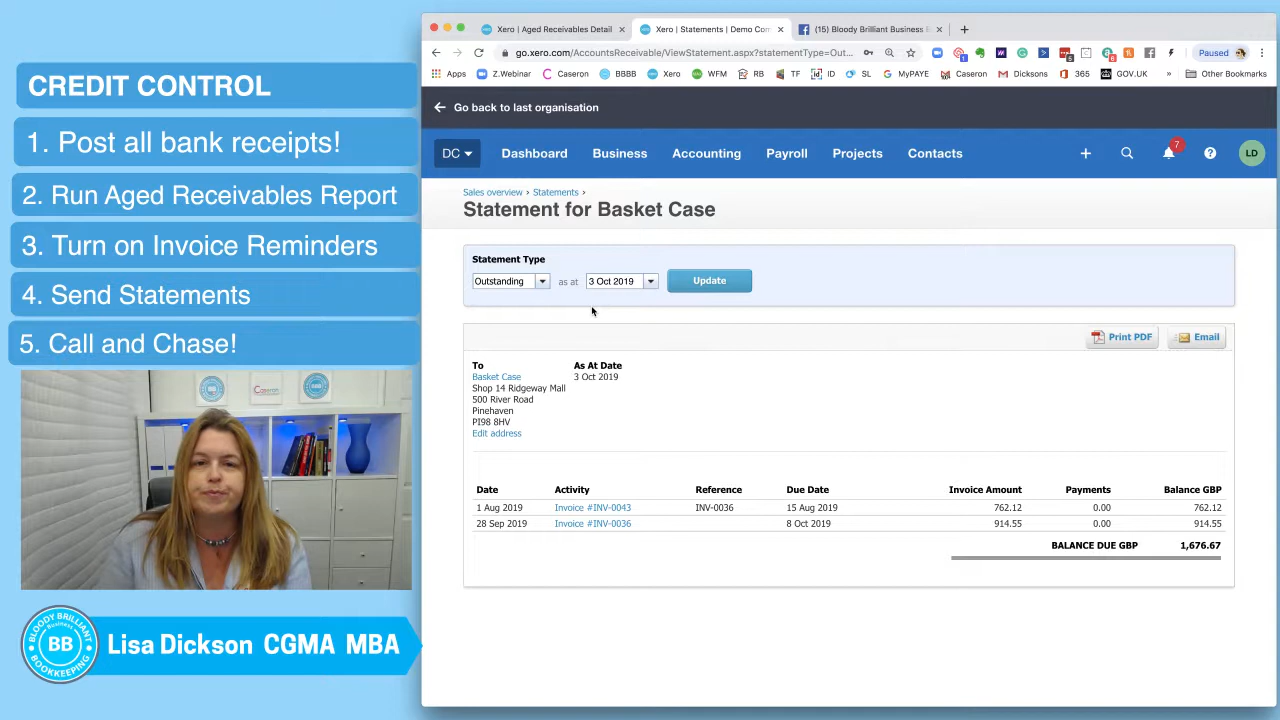 CREDIT CONTROL
1. Post all bank receipts!
2. Run Aged Receivables Report
3. Turn on Invoice Reminders
4. Send Statements
5. Call and Chase!
Caseron
BLOODY BRILLIANT
Business
BB
BOOKKEEPING
Lisa Dickson CGMA MBA
Xero | Aged Receivables Detail
Xero | Statements | Demo Com
(15) Bloody Brilliant Business
go.xero.com/AccountsReceivable/ViewStatement.aspx?statementType=Out...
Paused
Apps Z.Webinar Caseron BBBB Xero WFM RB TF ID SL MyPAYE Caseron Dicksons 365 GOV.UK » Other Bookmarks
Go back to last organisation
DC Dashboard Business Accounting Payroll Projects Contacts 7 LD
Sales overview › Statements ›
Statement for Basket Case
Statement Type
Outstanding as at 3 Oct 2019 Update
Print PDF Email
To As At Date
Basket Case 3 Oct 2019
Shop 14 Ridgeway Mall
500 River Road
Pinehaven
PI98 8HV
Edit address
Date Activity Reference Due Date Invoice Amount Payments Balance GBP
1 Aug 2019 Invoice #INV-0043 INV-0036 15 Aug 2019 762.12 0.00 762.12
28 Sep 2019 Invoice #INV-0036 8 Oct 2019 914.55 0.00 914.55
BALANCE DUE GBP 1,676.67